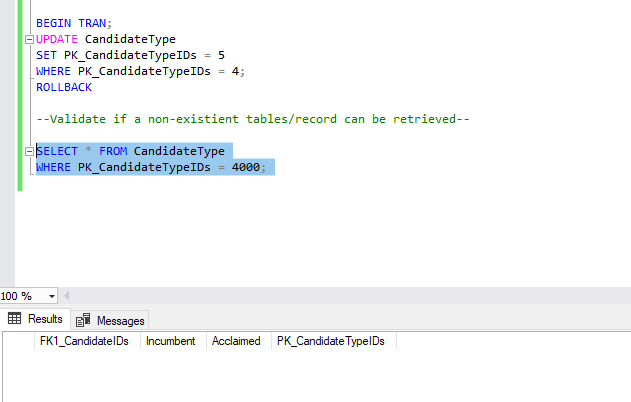 BEGIN TRAN;
UPDATE CandidateType
SET PK_CandidateTypeIDs = 5
WHERE PK_CandidateTypeIDs = 4;
ROLLBACK
--Validate if a non-existient tables/record can be retrieved--
SELECT * FROM CandidateType
WHERE PK_CandidateTypeIDs = 4000;
100 %
Results Messages
FK1_CandidateIDs Incumbent Acclaimed PK_CandidateTypeIDs